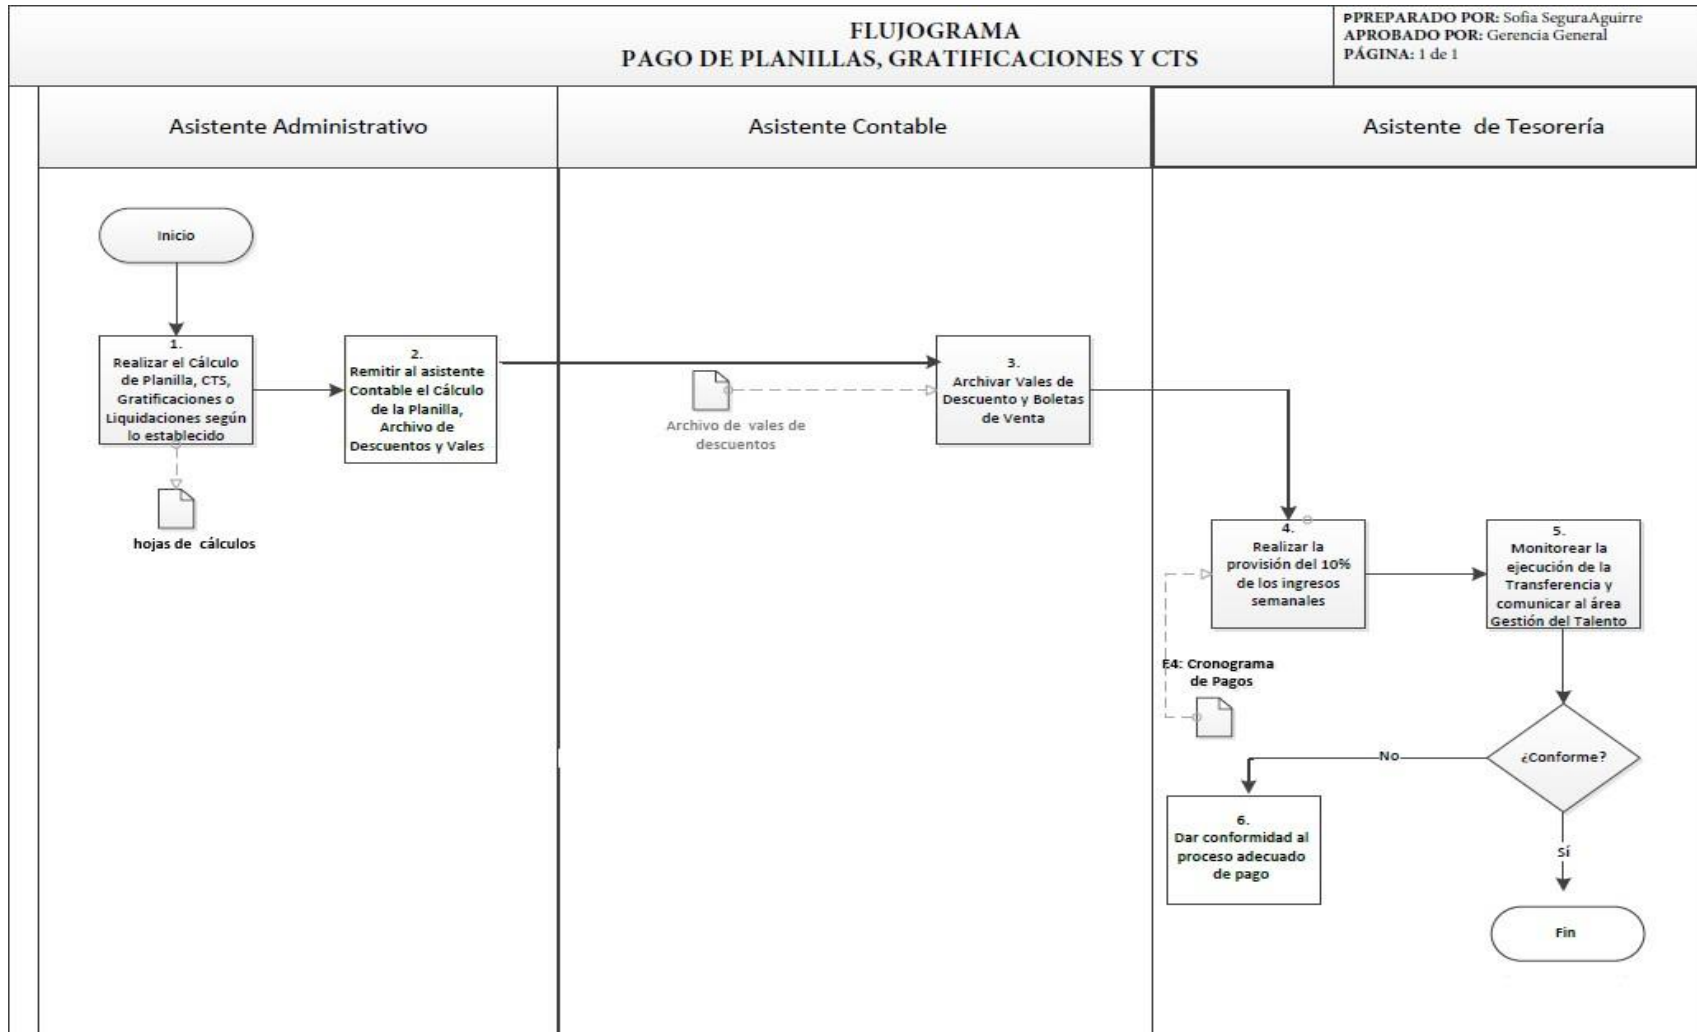 FLUJOGRAMA
PAGO DE PLANILLAS, GRATIFICACIONES Y CTS
PPREPARADO POR: Sofia SeguraAguirre
APROBADO POR: Gerencia General
PÁGINA: 1 de 1
Asistente Administrativo
Asistente Contable
Asistente de Tesorería
Inicio
1.
Realizar el Cálculo
de Planilla, CTS,
Gratificaciones o
Liquidaciones según
lo establecido
hojas de cálculos
2.
Remitir al asistente
Contable el Cálculo
de la Planilla,
Archivo de
Descuentos y Vales
Archivo de vales de
descuentos
3.
Archivar Vales de
Descuento y Boletas
de Venta
4.
Realizar la
provisión del 10%
de los ingresos
semanales
E4: Cronograma
de Pagos
5.
Monitorear la
ejecución de la
Transferencia y
comunicar al área
Gestión del Talento
¿Conforme?
No
6.
Dar conformidad al
proceso adecuado
de pago
Sí
Fin